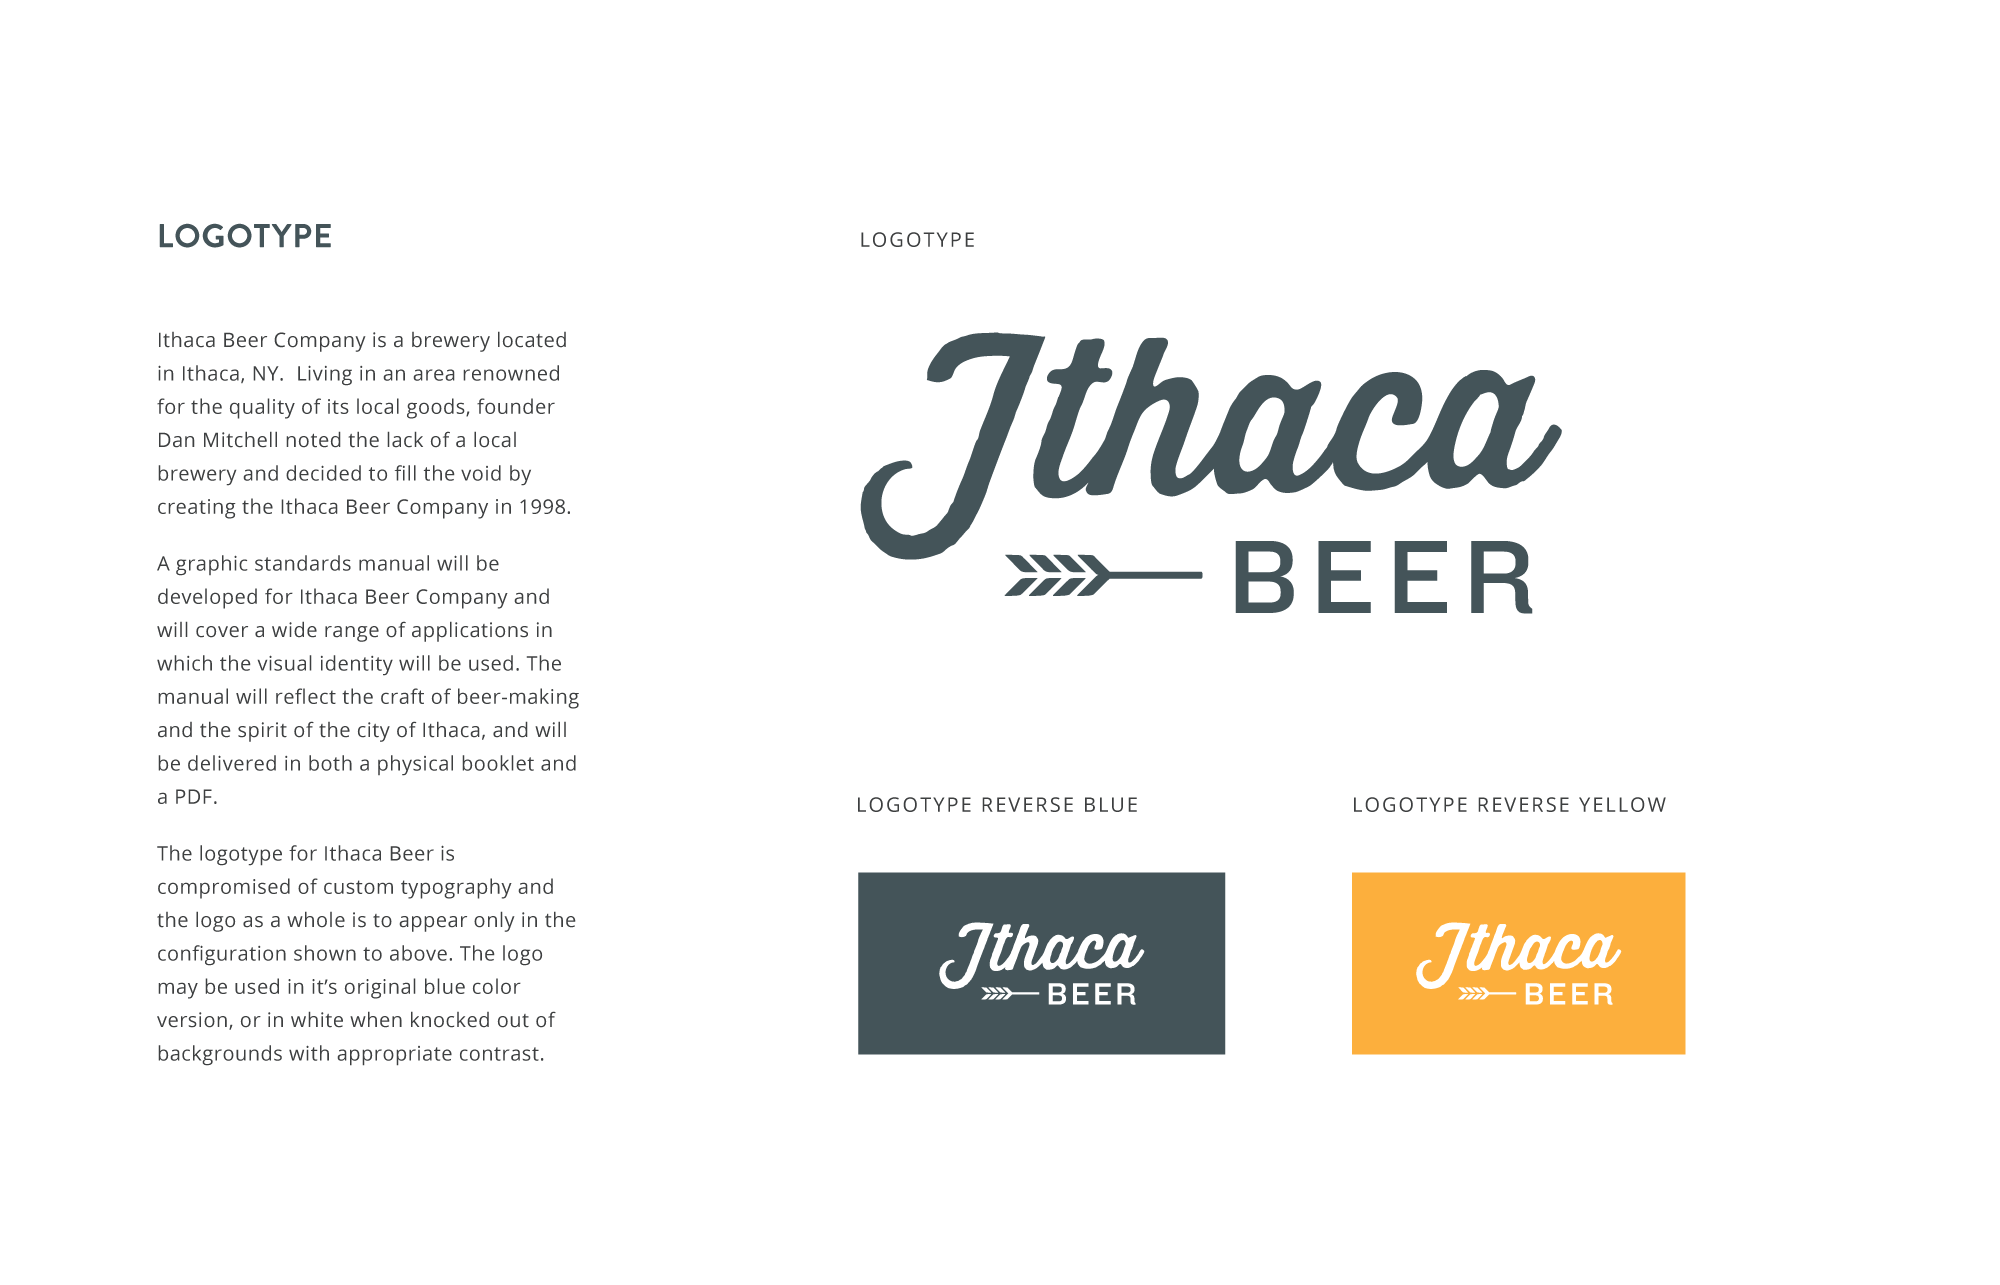 LOGOTYPE
Ithaca Beer Company is a brewery located
in Ithaca, NY.  Living in an area renowned
for the quality of its local goods, founder
Dan Mitchell noted the lack of a local
brewery and decided to fill the void by
creating the Ithaca Beer Company in 1998.
A graphic standards manual will be
developed for Ithaca Beer Company and
will cover a wide range of applications in
which the visual identity will be used. The
manual will reflect the craft of beer-making
and the spirit of the city of Ithaca, and will
be delivered in both a physical booklet and
a PDF.
The logotype for Ithaca Beer is
compromised of custom typography and
the logo as a whole is to appear only in the
configuration shown to above. The logo
may be used in it’s original blue color
version, or in white when knocked out of
backgrounds with appropriate contrast.
LOGOTYPE
Ithaca
BEER
LOGOTYPE REVERSE BLUE
Ithaca
BEER
LOGOTYPE REVERSE YELLOW
Ithaca
BEER